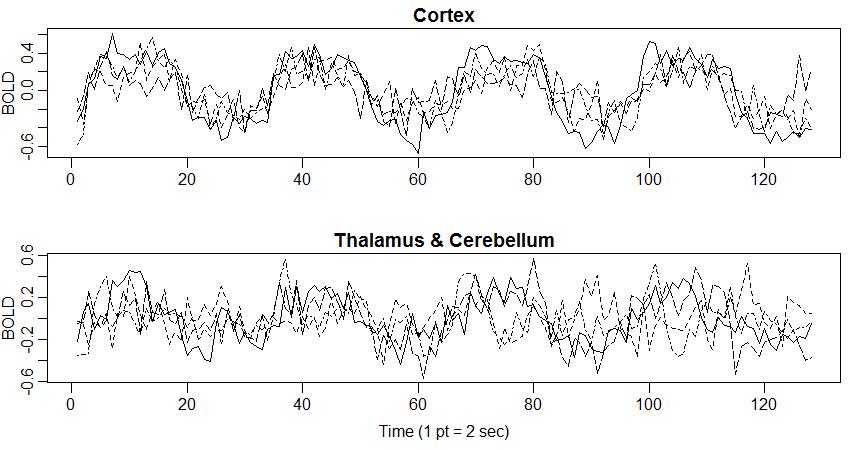 Cortex
BOLD
-0.6 0.0 0.4
0 20 40 60 80 100 120
Thalamus & Cerebellum
BOLD
-0.6 -0.2 0.2 0.6
0 20 40 60 80 100 120
Time (1 pt = 2 sec)